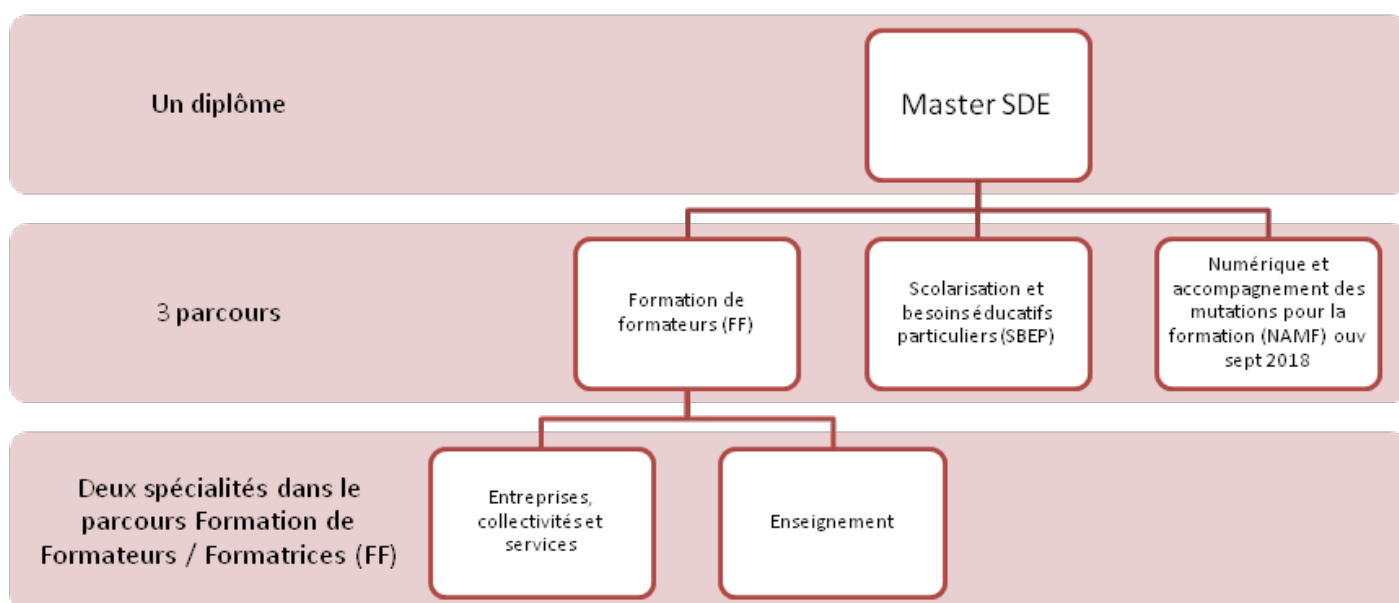 Un diplôme
Master SDE
3 parcours
Formation de
formateurs (FF)
Scolarisation et
besoins éducatifs
particuliers (SBEP)
Numérique et
accompagnement des
mutations pour la
formation (NAMF) ouv
sept 2018
Deux spécialités dans le
parcours Formation de
Formateurs / Formatrices (FF)
Entreprises,
collectivités et
services
Enseignement